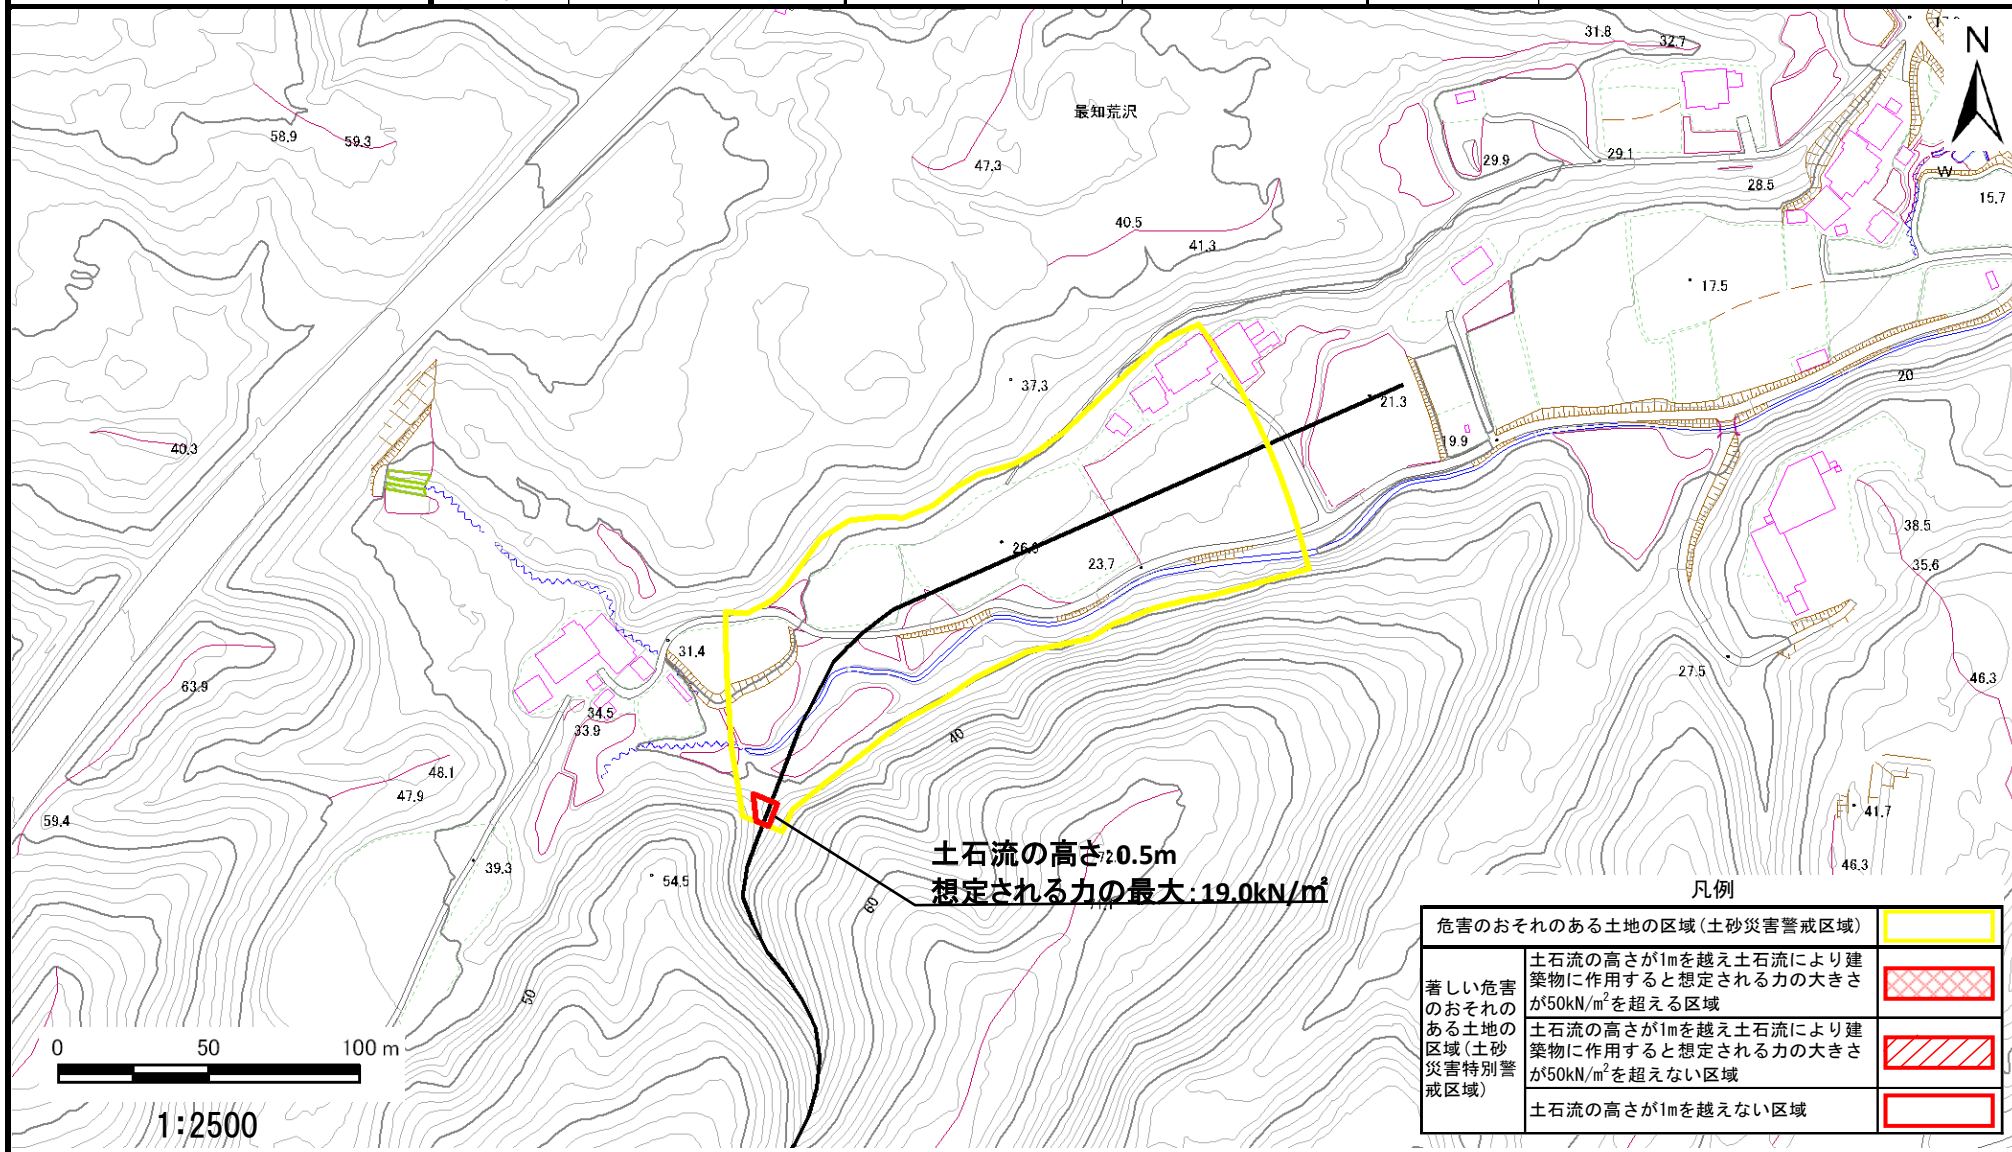 N
31.8
32.7
最知荒沢
58.9
59.3
47.3
29.9
29.1
28.5
W
15.7
40.5
41.3
17.5
37.3
21.3
20
40.3
19.9
38.5
26.8
23.7
35.6
31.4
63.9
34.5
33.9
27.5
46.3
40
48.1
47.9
59.4
41.7
土石流の高さ:0.5m
想定される力の最大:19.0kN/㎡
39.3
54.5
46.3
60
50
凡例
危害のおそれのある土地の区域(土砂災害警戒区域)
著しい危害
のおそれの
ある土地の
区域(土砂
災害特別警
戒区域)
土石流の高さが1mを越え土石流により建
築物に作用すると想定される力の大きさ
が50kN/m²を超える区域
土石流の高さが1mを越え土石流により建
築物に作用すると想定される力の大きさ
が50kN/m²を超えない区域
土石流の高さが1mを越えない区域
0 50 100 m
1:2500